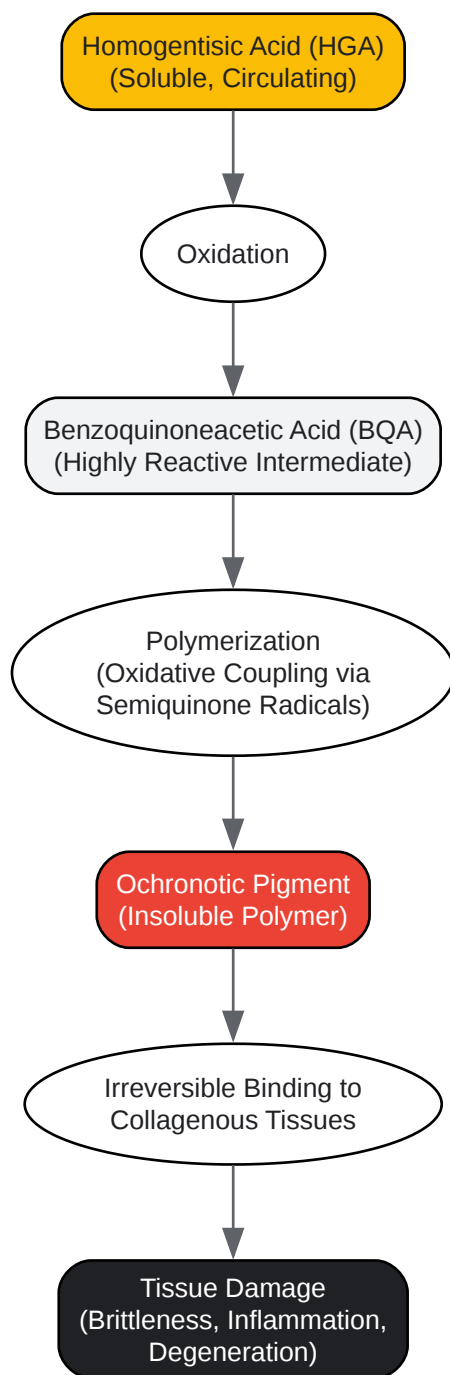 Homogentisic Acid (HGA)
(Soluble, Circulating)
Oxidation
Benzoquinoneacetic Acid (BQA)
(Highly Reactive Intermediate)
Polymerization
(Oxidative Coupling via
Semiquinone Radicals)
Ochronotic Pigment
(Insoluble Polymer)
Irreversible Binding to
Collagenous Tissues
Tissue Damage
(Brittleness, Inflammation,
Degeneration)